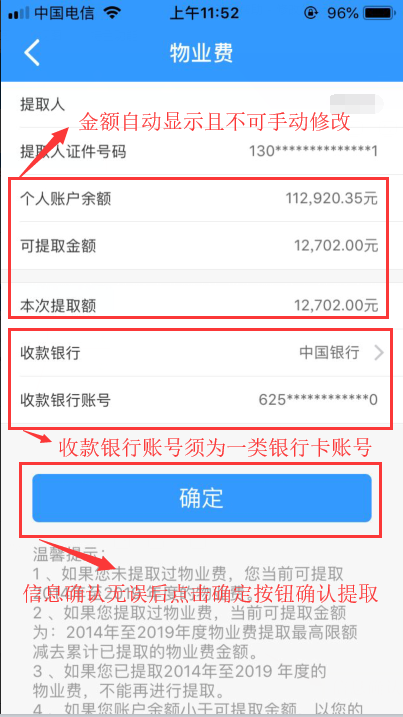 中国电信 上午11:52 96%
物业费
提取人
金额自动显示且不可手动修改
提取人证件号码 130**************1
个人账户余额 112,920.35元
可提取金额 12,702.00元
本次提取额 12,702.00元
收款银行 中国银行
收款银行账号 625************0
收款银行账号须为一类银行卡账号
确定
温馨提示：
1 、如果您未提取过物业费，您当前可提取
信息确认无误后点击确定按钮确认提取
2 、如果您提取过物业费，当前可提取金额
为：2014年至2019年度物业费提取最高限额
减去累计已提取的物业费金额。
3 、如果您已提取2014年至2019 年度的
物业费，不能再进行提取。
4 、如果您账户余额小于可提取金额，以您的